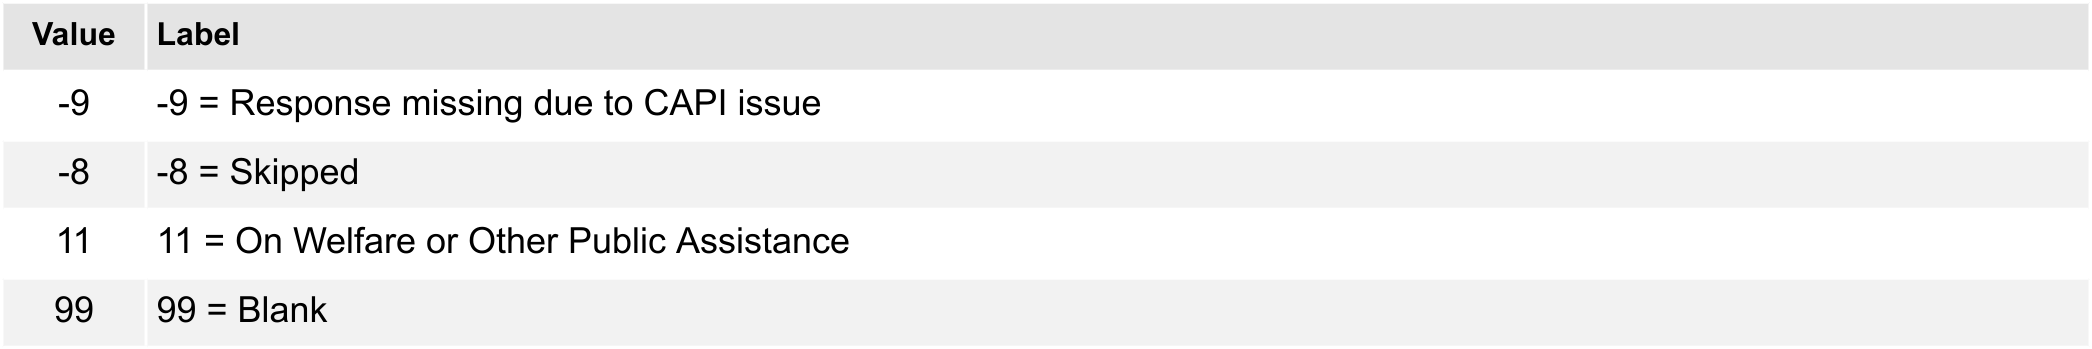 Value Label
-9 -9 = Response missing due to CAPI issue
-8 -8 = Skipped
11 11 = On Welfare or Other Public Assistance
99 99 = Blank